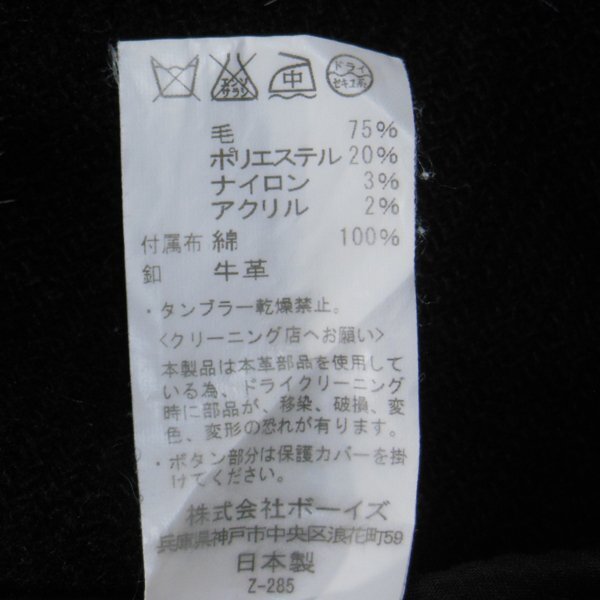 エンソ
サラシ
中
ドライ
セキユ系
毛 75%
ポリエステル 20%
ナイロン 3%
アクリル 2%
付属布 綿 100%
釦 牛革
・タンブラー乾燥禁止。
<クリーニング店へお願い>
本製品は本革部品を使用して
いる為、ドライクリーニング
時に部品が、移染、破損、変
色、変形の恐れが有ります。
・ボタン部分は保護カバーを掛
けてください。
株式会社ボーイズ
兵庫県神戸市中央区浪花町59
日本製
Z-285